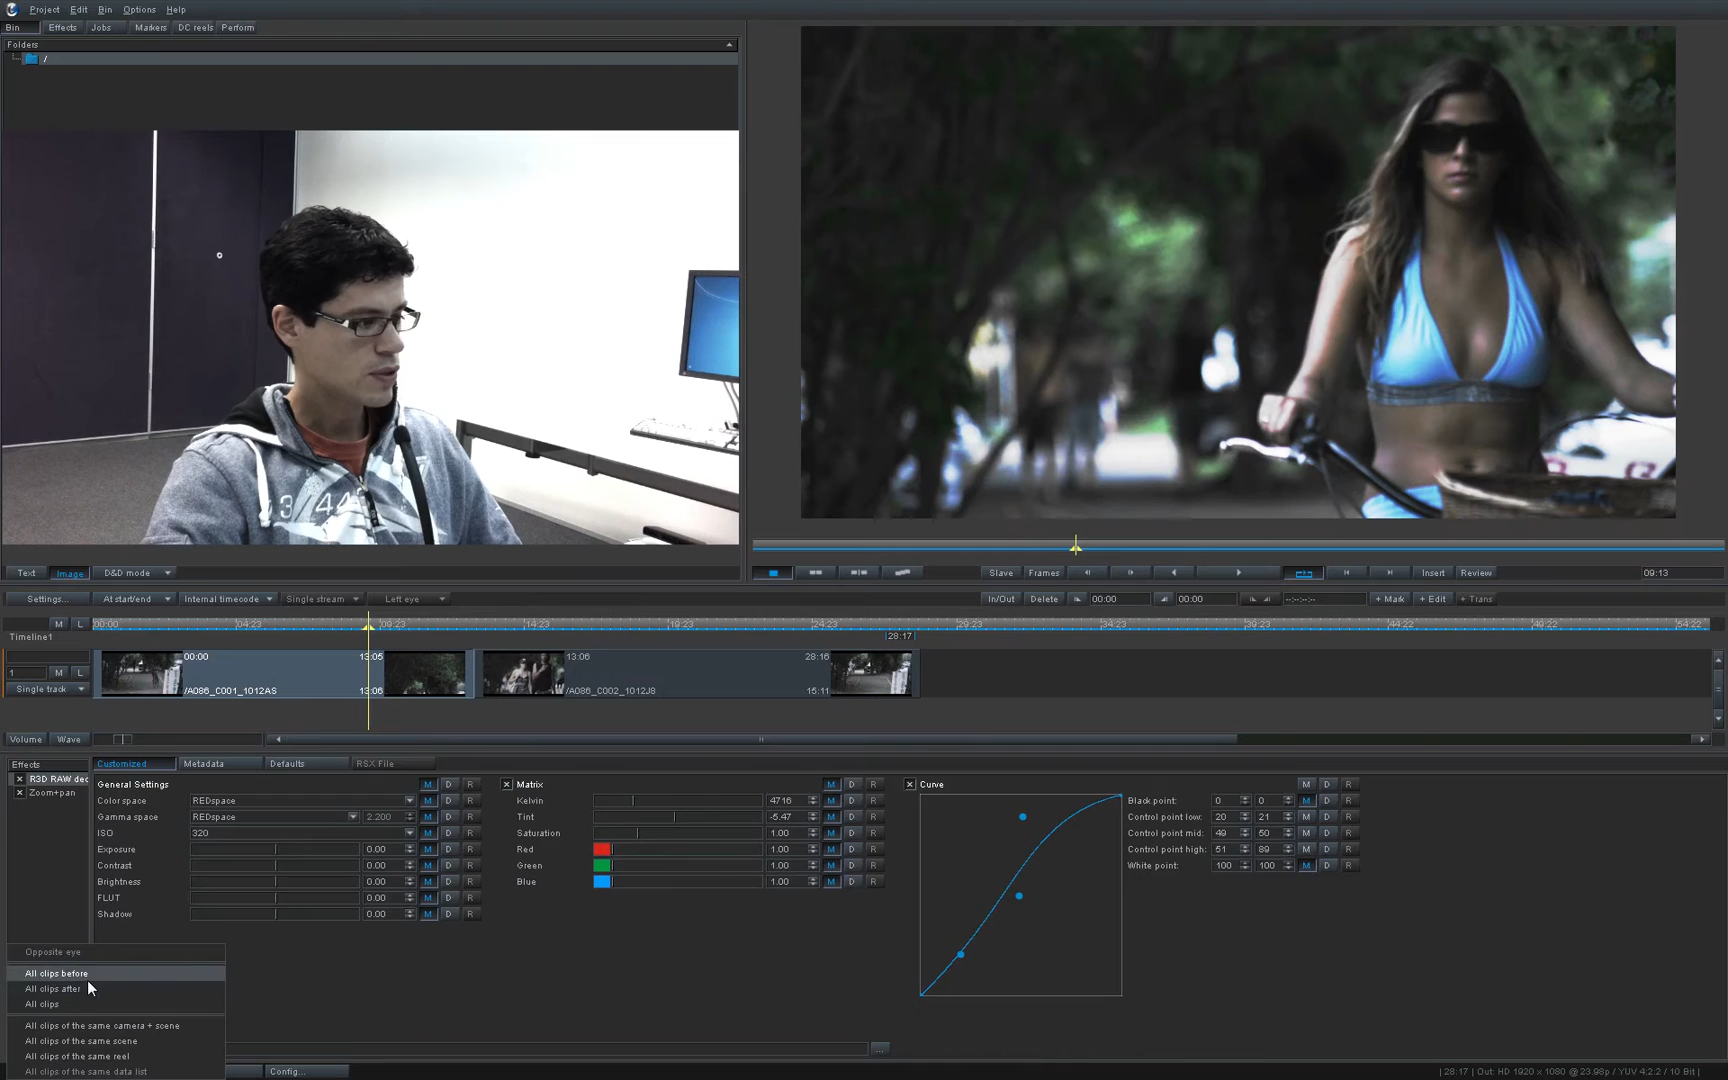 Project Edit Bin Options Help
Bin Effects Jobs Markers DC reels Perform
Folders
/
Text Image D&D mode
Slave Frames Insert Review 09:13
Settings... At start/end Internal timecode Single stream Left eye
In/Out Delete 00:00 00:00 --:--:-- + Mark + Edit + Trans
M L 00:00 04:23 09:23 14:23 19:23 24:23 29:23 34:23 39:23 44:22 49:22 54:22
Timeline1 28:17
00:00 13:05 13:06 28:16
1 M L
Single track /A086_C001_1012AS 13:06 /A086_C002_1012J8 15:11
Volume Wave
Effects Customized Metadata Defaults RSX File
R3D RAW dec
Zoom+pan
General Settings M D R
Color space REDspace M D R
Gamma space REDspace 2.200 M D R
ISO 320 M D R
Exposure 0.00 M D R
Contrast 0.00 M D R
Brightness 0.00 M D R
FLUT 0.00 M D R
Shadow 0.00 M D R
Matrix M D R
Kelvin 4716 M D R
Tint -5.47 M D R
Saturation 1.00 M D R
Red 1.00 M D R
Green 1.00 M D R
Blue 1.00 M D R
Curve M D R
Black point: 0 0 M D R
Control point low: 20 21 M D R
Control point mid: 49 50 M D R
Control point high: 51 89 M D R
White point: 100 100 M D R
Opposite eye
All clips before
All clips after
All clips
All clips of the same camera + scene
All clips of the same scene
All clips of the same reel
All clips of the same data list
...
Config...
| 28:17 | Out: HD 1920 x 1080 @ 23.98p / YUV 4:2:2 / 10 Bit |